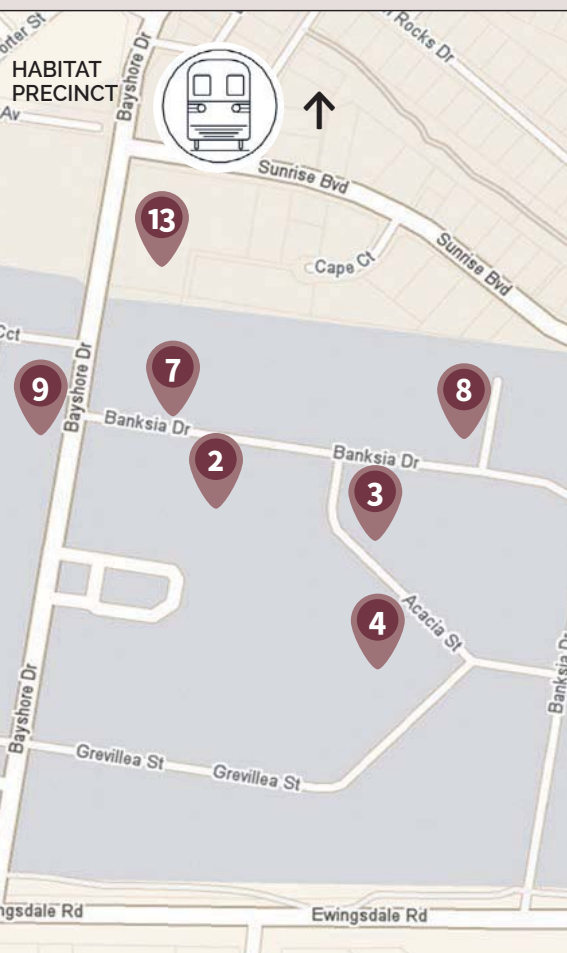 Bayshore Dr
Rocks Dr
HABITAT
PRECINCT
Av
Sunrise Bvd
13
Cape Ct
Sunrise Bvd
Cct
Bayshore Dr
7
8
9
Banksia Dr
2
Banksia Dr
3
4
Acacia St
Banksia Dr
Bayshore Dr
Grevillea St
Grevillea St
ngsdale Rd
Ewingsdale Rd